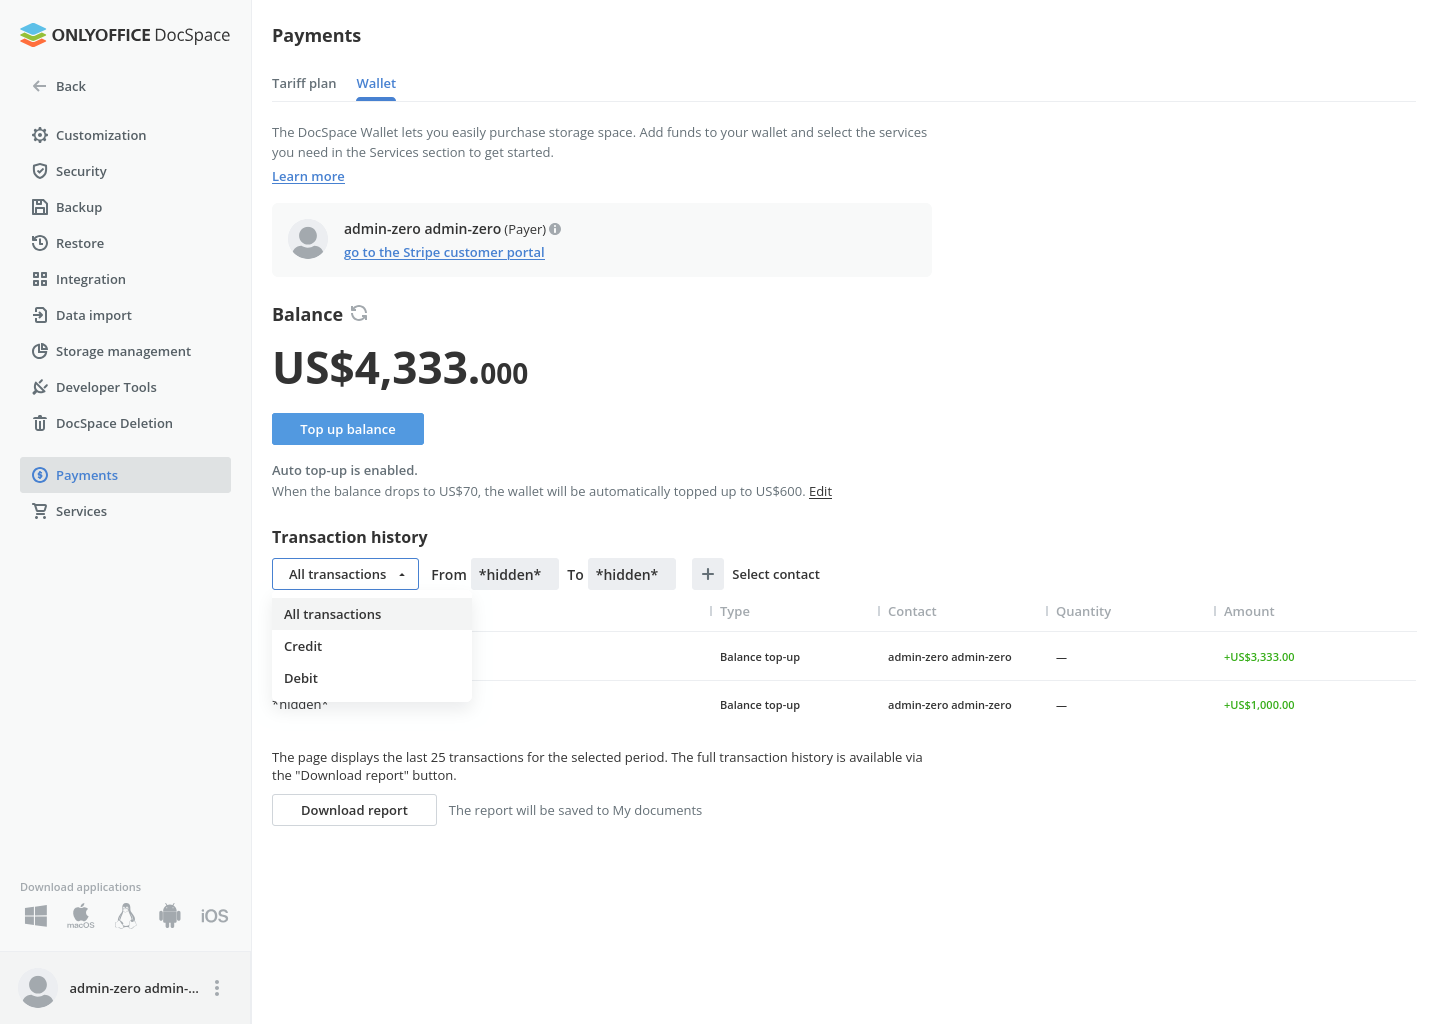 ONLYOFFICE DocSpace
Back
Customization
Security
Backup
Restore
Integration
Data import
Storage management
Developer Tools
DocSpace Deletion
Payments
Services
Download applications
macOS
iOS
admin-zero admin-...
Payments
Tariff plan Wallet
The DocSpace Wallet lets you easily purchase storage space. Add funds to your wallet and select the services
you need in the Services section to get started.
Learn more
admin-zero admin-zero (Payer)
go to the Stripe customer portal
Balance
US$4,333.000
Top up balance
Auto top-up is enabled.
When the balance drops to US$70, the wallet will be automatically topped up to US$600. Edit
Transaction history
All transactions From *hidden* To *hidden* Select contact
All transactions
Credit
Debit
Type Contact Quantity Amount
Balance top-up admin-zero admin-zero — +US$3,333.00
*hidden* Balance top-up admin-zero admin-zero — +US$1,000.00
The page displays the last 25 transactions for the selected period. The full transaction history is available via
the "Download report" button.
Download report The report will be saved to My documents